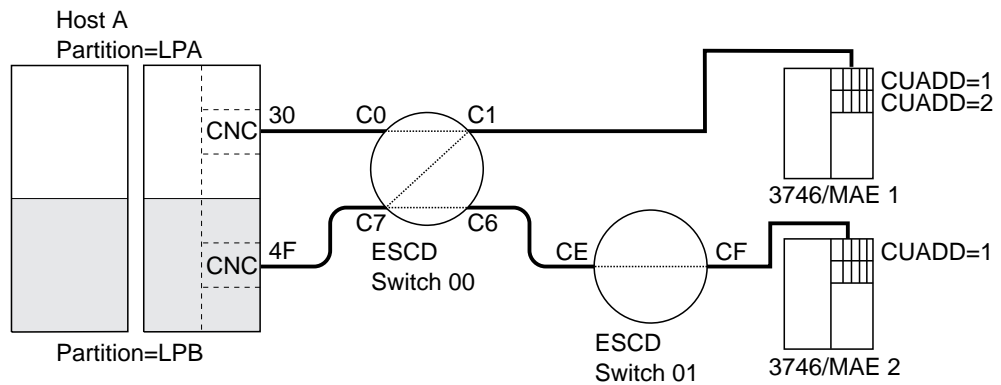 Host A
Partition=LPA
CNC
30
C0
C1
CUADD=1
CUADD=2
3746/MAE 1
CNC
4F
C7
C6
ESCD
Switch 00
CE
CF
ESCD
Switch 01
CUADD=1
3746/MAE 2
Partition=LPB